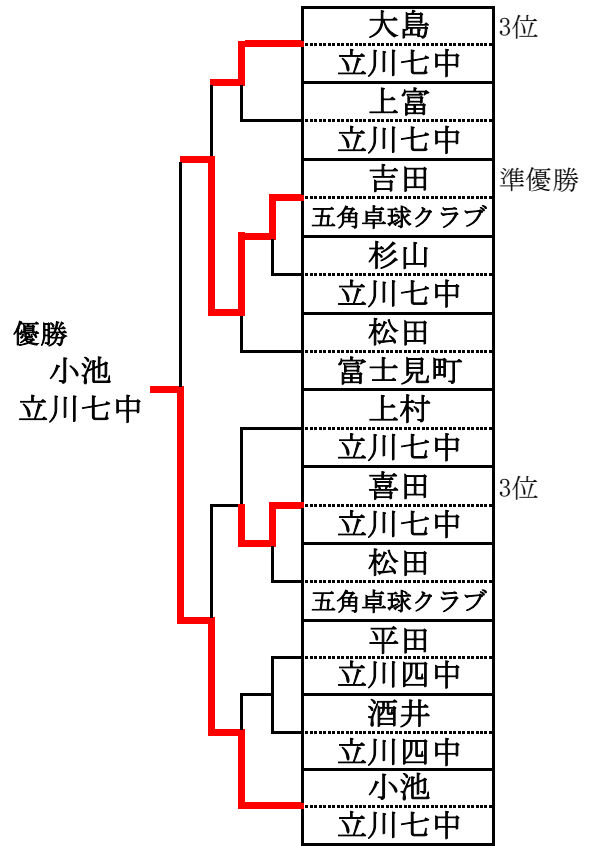 大島
3位
立川七中
上富
立川七中
吉田
準優勝
五角卓球クラブ
杉山
立川七中
松田
富士見町
優勝
小池
立川七中
上村
立川七中
喜田
3位
立川七中
松田
五角卓球クラブ
平田
立川四中
酒井
立川四中
小池
立川七中